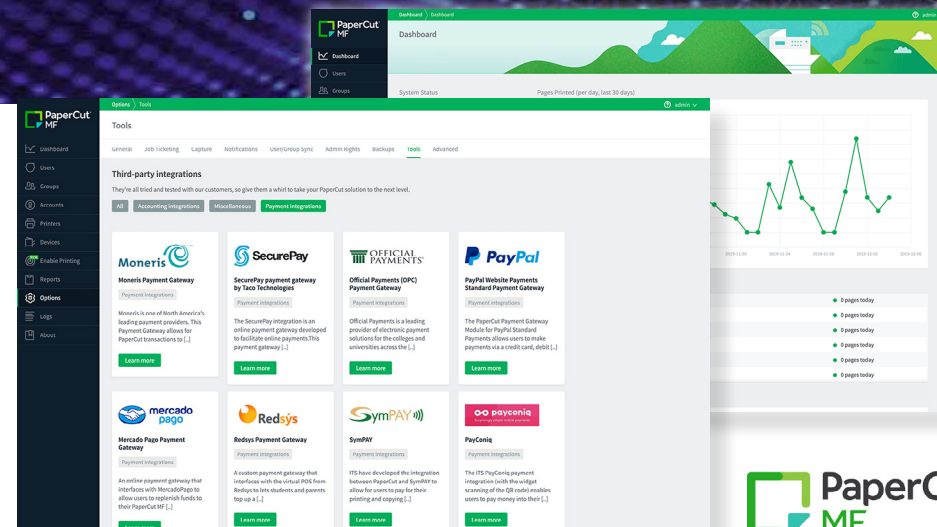 Dashboard Dashboard
admin
PaperCut
MF
Dashboard
Dashboard
Users
Groups
System Status
Pages Printed (per day, last 30 days)
Options Tools
admin
PaperCut
MF
Tools
Dashboard
Users
Groups
Accounts
Printers
Devices
Enable Printing
Reports
Options
Logs
About
General Job Ticketing Capture Notifications User/Group Sync Admin Rights Backups Tools Advanced
Third-party integrations
They're all tried and tested with our customers, so give them a whirl to take your PaperCut solution to the next level.
All Accounting integrations Miscellaneous Payment integrations
Moneris
Moneris Payment Gateway
Payment integrations
Moneris is one of North America's
leading payment providers. This
Payment Gateway allows for
PaperCut transactions to [..]
Learn more
SecurePay
SecurePay payment gateway
by Taco Technologies
Payment integrations
The SecurePay integration is an
online payment gateway developed
to facilitate online payments.This
payment gateway [..]
Learn more
OFFICIAL
PAYMENTS
Official Payments (OPC)
Payment Gateway
Payment integrations
Official Payments is a leading
provider of electronic payment
solutions for the colleges and
universities across the [..]
Learn more
PayPal
PayPal Website Payments
Standard Payment Gateway
Payment integrations
The PaperCut Payment Gateway
Module for PayPal Standard
Payments allows users to make
payments via a credit card, debit [..]
Learn more
mercado
pago
Mercado Pago Payment
Gateway
Payment integrations
An online payment gateway that
interfaces with MercadoPago to
allow users to replenish funds to
their PaperCut MF [..]
Redsýs
Redsys Payment Gateway
Payment integrations
A custom payment gateway that
interfaces with the virtual POS from
Redsys to lets students and parents
top up a [..]
Learn more
SymPAY
SymPAY
Payment integrations
ITS have developed the integration
between PaperCut and SymPAY to
allow for users to pay for their
printing and copying [..]
Learn more
payconiq
PayConiq
Payment integrations
The ITS PayConiq payment
integration (with the widget
scanning of the QR code) enables
users to pay money into their [..]
Learn more
0 pages today
0 pages today
0 pages today
0 pages today
0 pages today
0 pages today
PaperC
MF